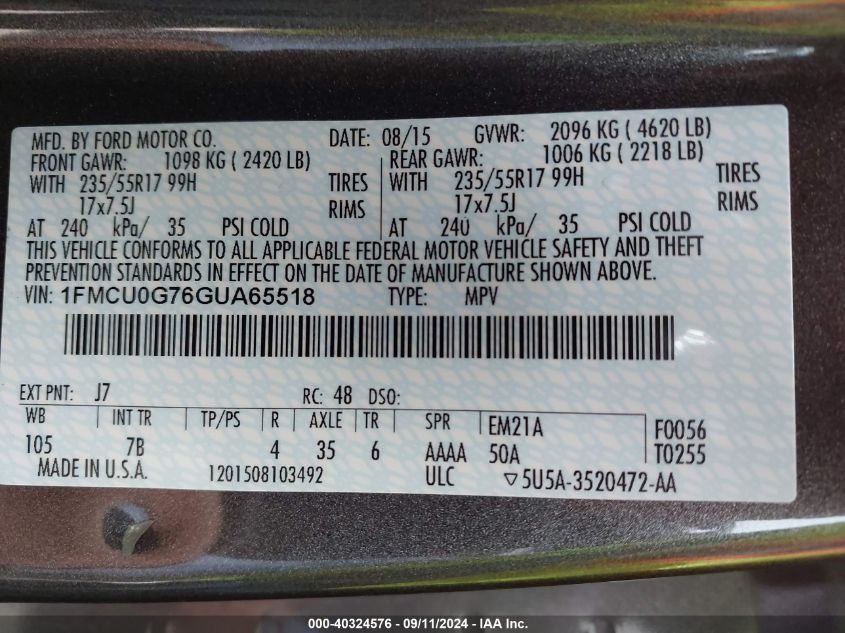 MFD. BY FORD MOTOR CO. DATE: 08/15 GVWR: 2096 KG ( 4620 LB)
FRONT GAWR: 1098 KG ( 2420 LB) REAR GAWR: 1006 KG ( 2218 LB)
WITH 235/55R17 99H TIRES WITH 235/55R17 99H TIRES
17x7.5J RIMS 17x7.5J RIMS
AT 240 kPa/ 35 PSI COLD AT 240 kPa/ 35 PSI COLD
THIS VEHICLE CONFORMS TO ALL APPLICABLE FEDERAL MOTOR VEHICLE SAFETY AND THEFT
PREVENTION STANDARDS IN EFFECT ON THE DATE OF MANUFACTURE SHOWN ABOVE.
VIN: 1FMCU0G76GUA65518 TYPE: MPV
EXT PNT: J7 RC: 48 DSO:
WB INT TR TP/PS R AXLE TR SPR EM21A F0056
105 7B 4 35 6 AAAA 50A T0255
MADE IN U.S.A. 1201508103492 ULC ▽5U5A-3520472-AA
000-40324576 - 09/11/2024 - IAA Inc.